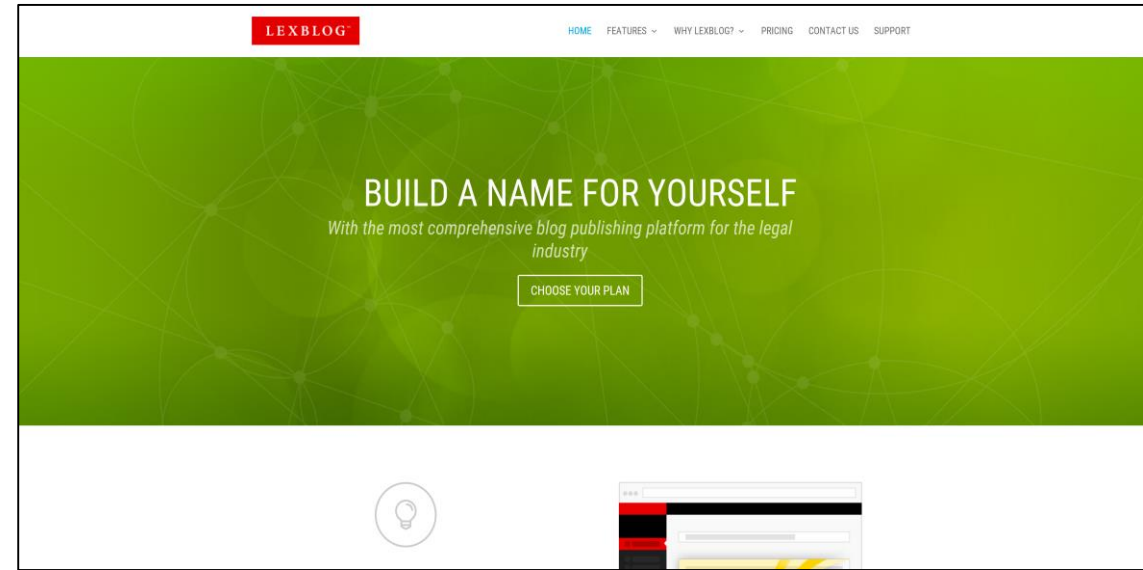 LEXBLOG
HOME FEATURES WHY LEXBLOG? PRICING CONTACT US SUPPORT
BUILD A NAME FOR YOURSELF
With the most comprehensive blog publishing platform for the legal
industry
CHOOSE YOUR PLAN